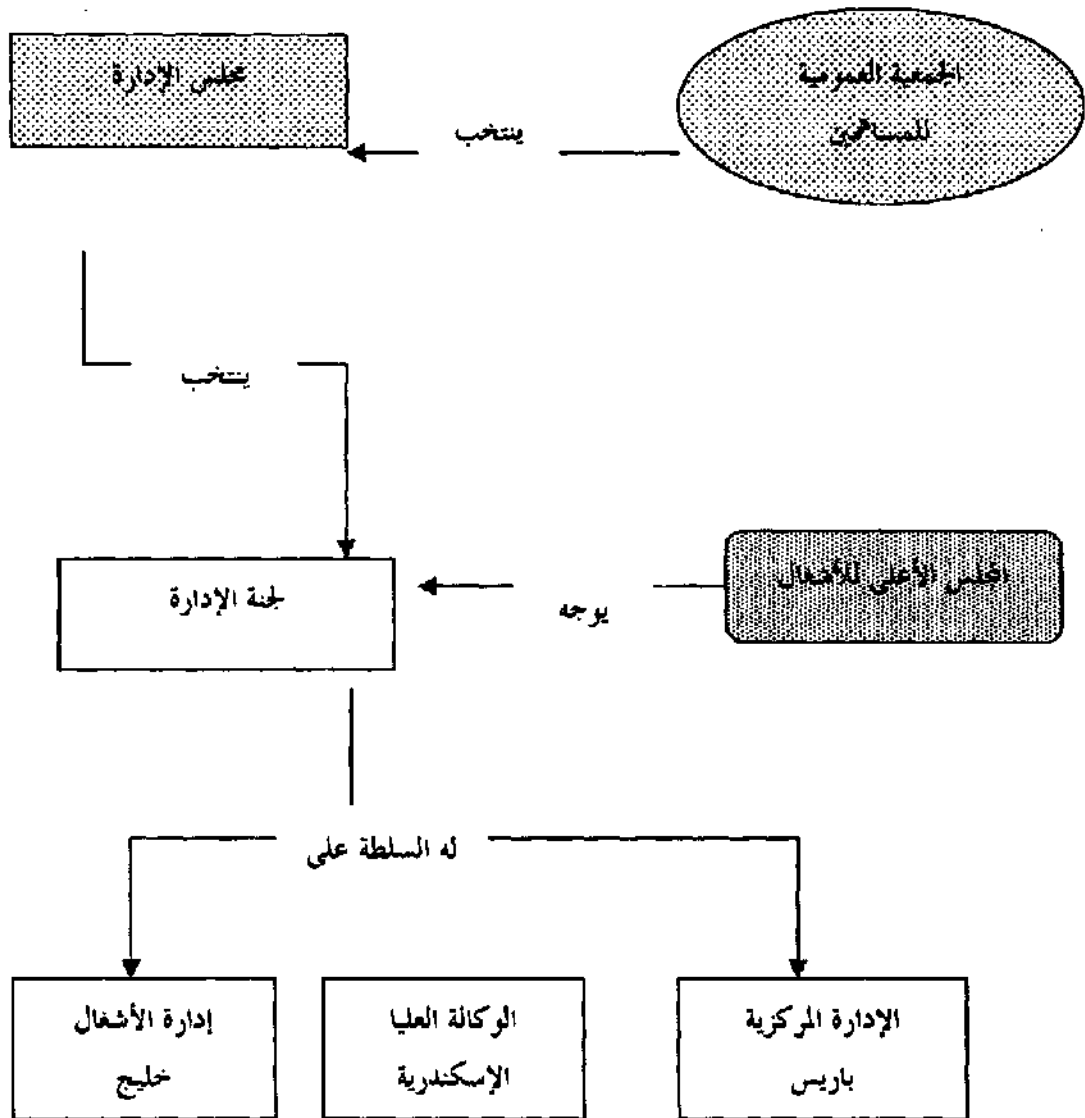 الجمعية العمومية
للمساهمين
ينتخب
مجلس الإدارة
ينتخب
المجلس الأعلى للأشغال
يوجه
لجنة الإدارة
له السلطة على
الإدارة المركزية
باريس
الوكالة العليا
الإسكندرية
إدارة الأشغال
خليج